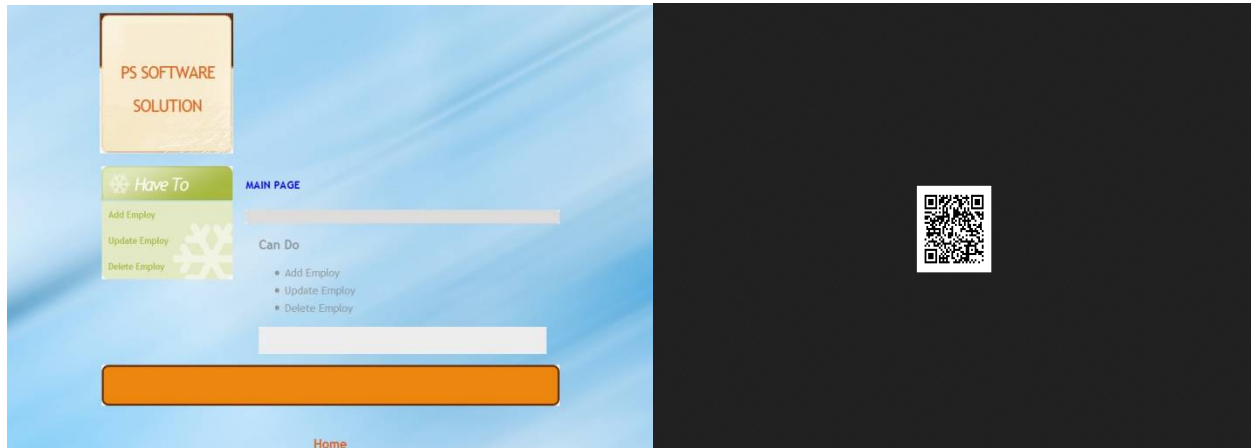 PS SOFTWARE
SOLUTION
Have To
Add Employ
Update Employ
Delete Employ
MAIN PAGE
Can Do
Add Employ
Update Employ
Delete Employ
Home